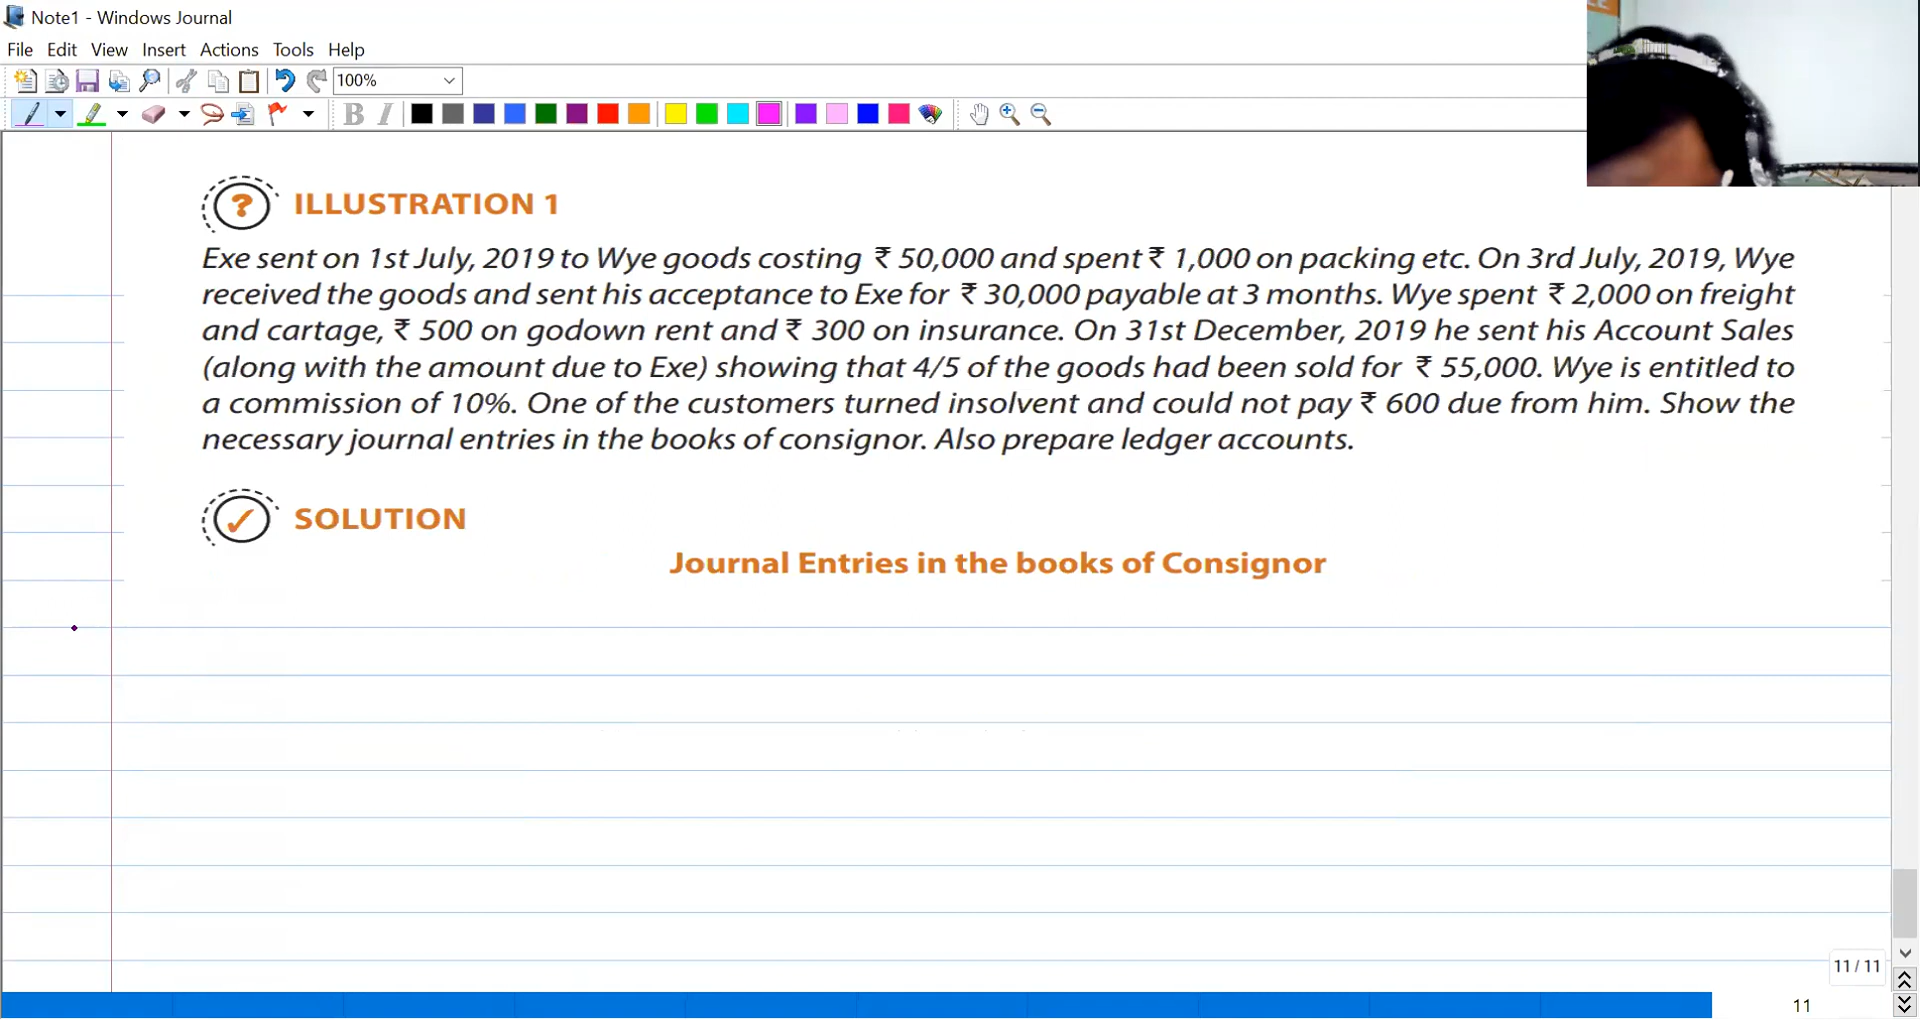 Note1 - Windows Journal
File Edit View Insert Actions Tools Help
100%
B I
? ILLUSTRATION 1
Exe sent on 1st July, 2019 to Wye goods costing ₹ 50,000 and spent ₹ 1,000 on packing etc. On 3rd July, 2019, Wye
received the goods and sent his acceptance to Exe for ₹ 30,000 payable at 3 months. Wye spent ₹ 2,000 on freight
and cartage, ₹ 500 on godown rent and ₹ 300 on insurance. On 31st December, 2019 he sent his Account Sales
(along with the amount due to Exe) showing that 4/5 of the goods had been sold for ₹ 55,000. Wye is entitled to
a commission of 10%. One of the customers turned insolvent and could not pay ₹ 600 due from him. Show the
necessary journal entries in the books of consignor. Also prepare ledger accounts.
SOLUTION
Journal Entries in the books of Consignor
11 / 11
11